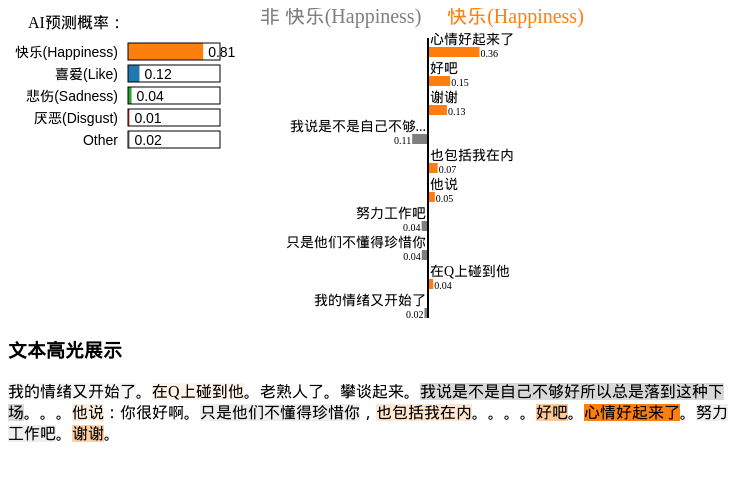 AI预测概率：
快乐(Happiness) 0.81
喜爱(Like) 0.12
悲伤(Sadness) 0.04
厌恶(Disgust) 0.01
Other 0.02
非 快乐(Happiness) 快乐(Happiness)
心情好起来了
0.36
好吧
0.15
谢谢
0.13
我说是不是自己不够...
0.11
也包括我在内
0.07
他说
0.05
努力工作吧
0.04
只是他们不懂得珍惜你
0.04
在Q上碰到他
0.04
我的情绪又开始了
0.02
文本高光展示
我的情绪又开始了。在Q上碰到他。老熟人了。攀谈起来。我说是不是自己不够好所以总是落到这种下
场。。。他说：你很好啊。只是他们不懂得珍惜你，也包括我在内。。。。好吧。心情好起来了。努力
工作吧。谢谢。